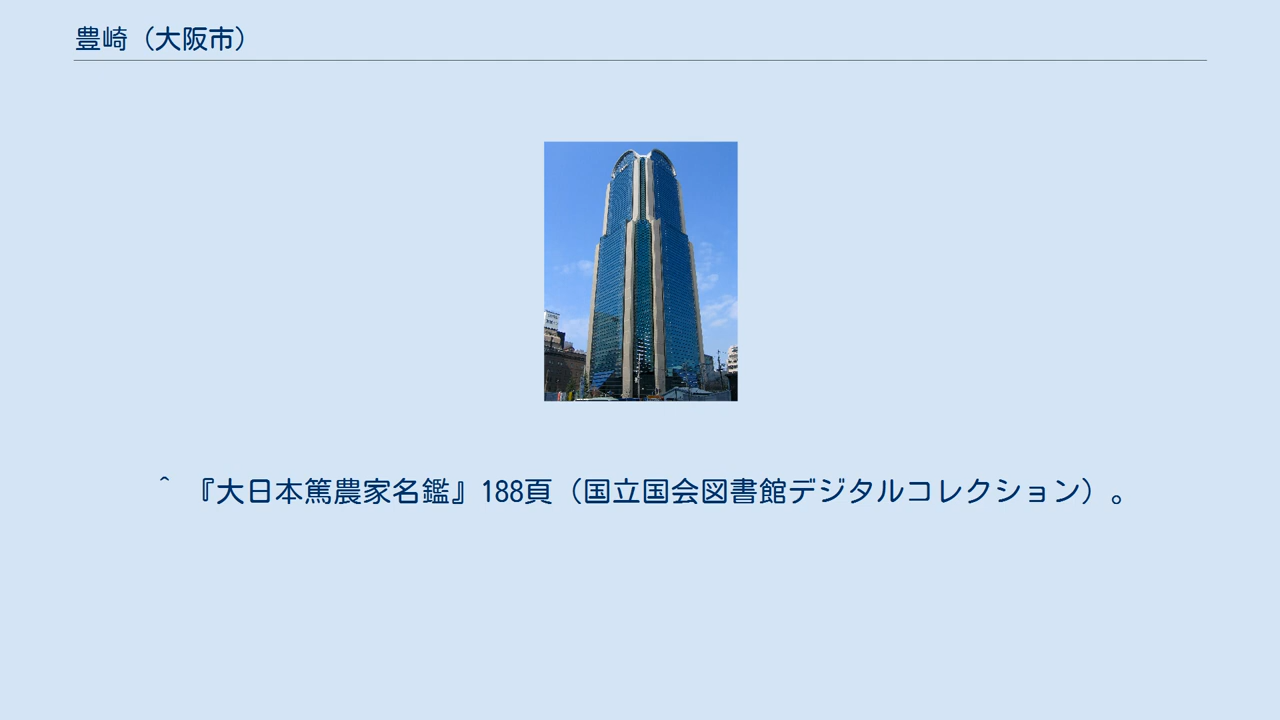 豊崎（大阪市）
^ 『大日本篤農家名鑑』188頁（国立国会図書館デジタルコレクション）。